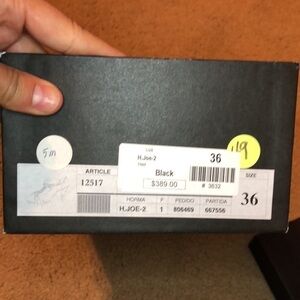 5m
H.Joe-2
36
Black
$389.00
# 3632
419
ARTICLE
12517
SIZE
36
HORMA F PEDIDO PARTIDA
H.JOE-2 1 806469 667556